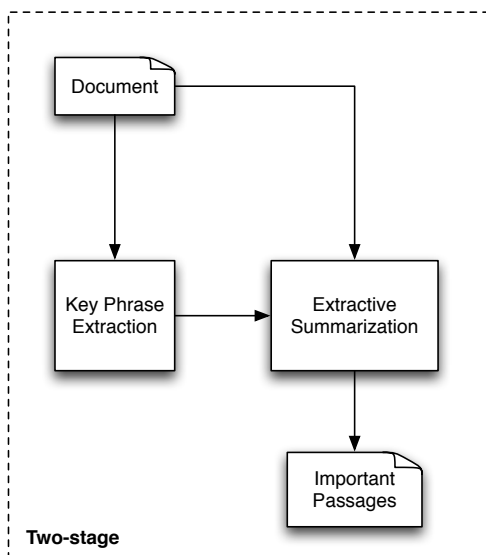 Document
Key Phrase
Extraction
Extractive
Summarization
Important
Passages
Two-stage